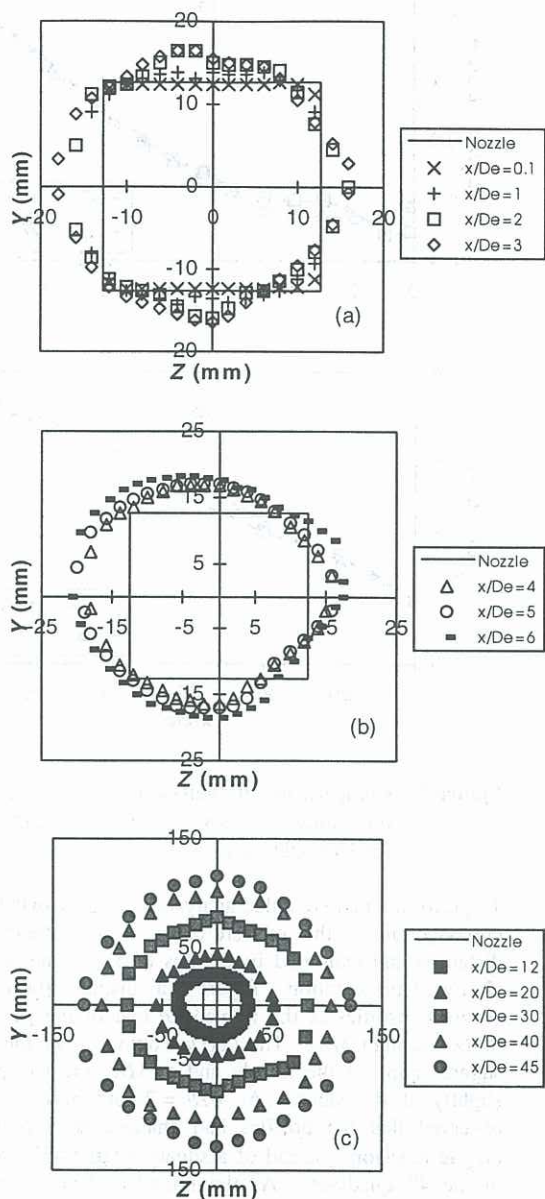 20
10
0
-20
-10
0
10
20
-10
20
Y (mm)
Z (mm)
(a)
Nozzle
x/De=0.1
x/De=1
x/De=2
x/De=3
25
15
5
-25
-15
-5
5
15
25
15
25
Y (mm)
Z (mm)
(b)
Nozzle
x/De=4
x/De=5
x/De=6
150
50
150
-50
50
150
-50
150
Y (mm)
Z (mm)
(c)
Nozzle
x/De=12
x/De=20
x/De=30
x/De=40
x/De=45